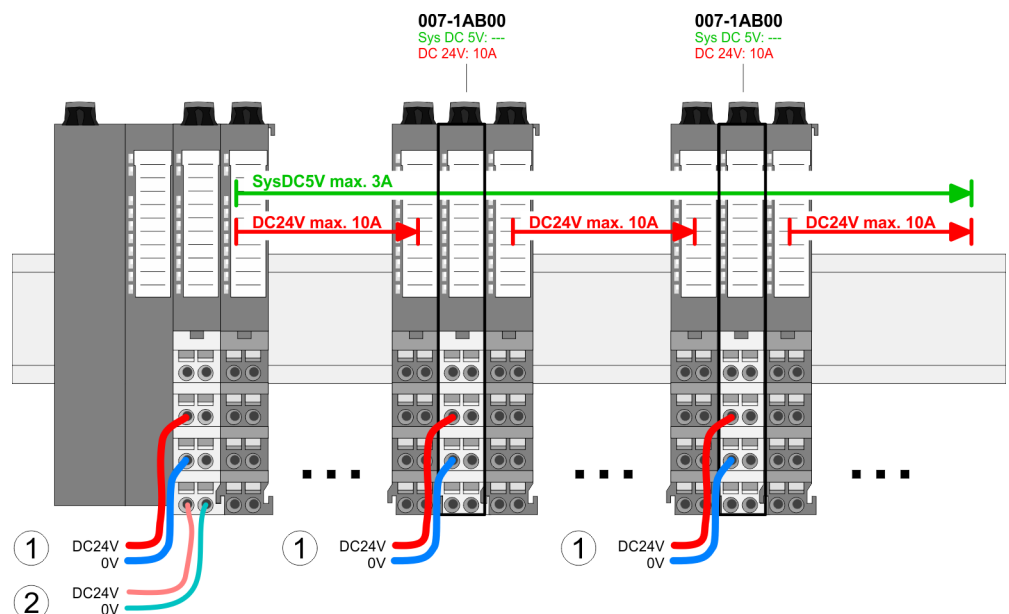 007-1AB00
Sys DC 5V: ---
DC 24V: 10A
007-1AB00
Sys DC 5V: ---
DC 24V: 10A
SysDC5V max. 3A
DC24V max. 10A
DC24V max. 10A
DC24V max. 10A
1
DC24V
0V
1
DC24V
0V
1
DC24V
0V
2
DC24V
0V